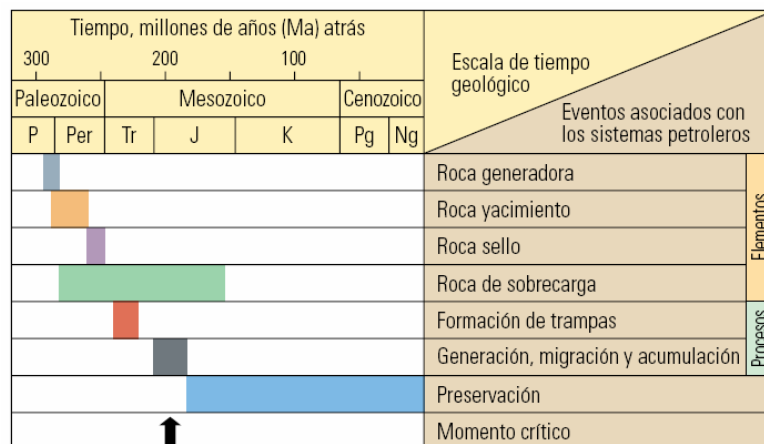 Tiempo, millones de años (Ma) atrás
300 200 100
Paleozoico Mesozoico Cenozoico
P Per Tr J K Pg Ng
Escala de tiempo
geológico
Eventos asociados con
los sistemas petroleros
Roca generadora
Roca yacimiento
Roca sello
Roca de sobrecarga
Elementos
Formación de trampas
Generación, migración y acumulación
Procesos
Preservación
Momento crítico